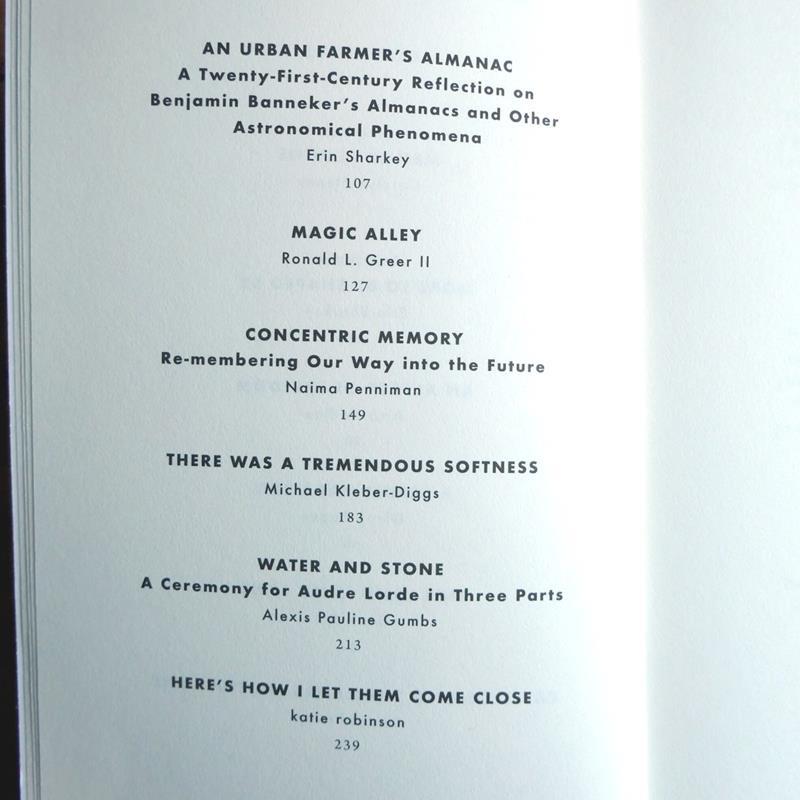 AN URBAN FARMER'S ALMANAC
A Twenty-First-Century Reflection on
Benjamin Banneker's Almanacs and Other
Astronomical Phenomena
Erin Sharkey
107
MAGIC ALLEY
Ronald L. Greer II
127
CONCENTRIC MEMORY
Re-membering Our Way into the Future
Naima Penniman
149
THERE WAS A TREMENDOUS SOFTNESS
Michael Kleber-Diggs
183
WATER AND STONE
A Ceremony for Audre Lorde in Three Parts
Alexis Pauline Gumbs
213
HERE'S HOW I LET THEM COME CLOSE
katie robinson
239